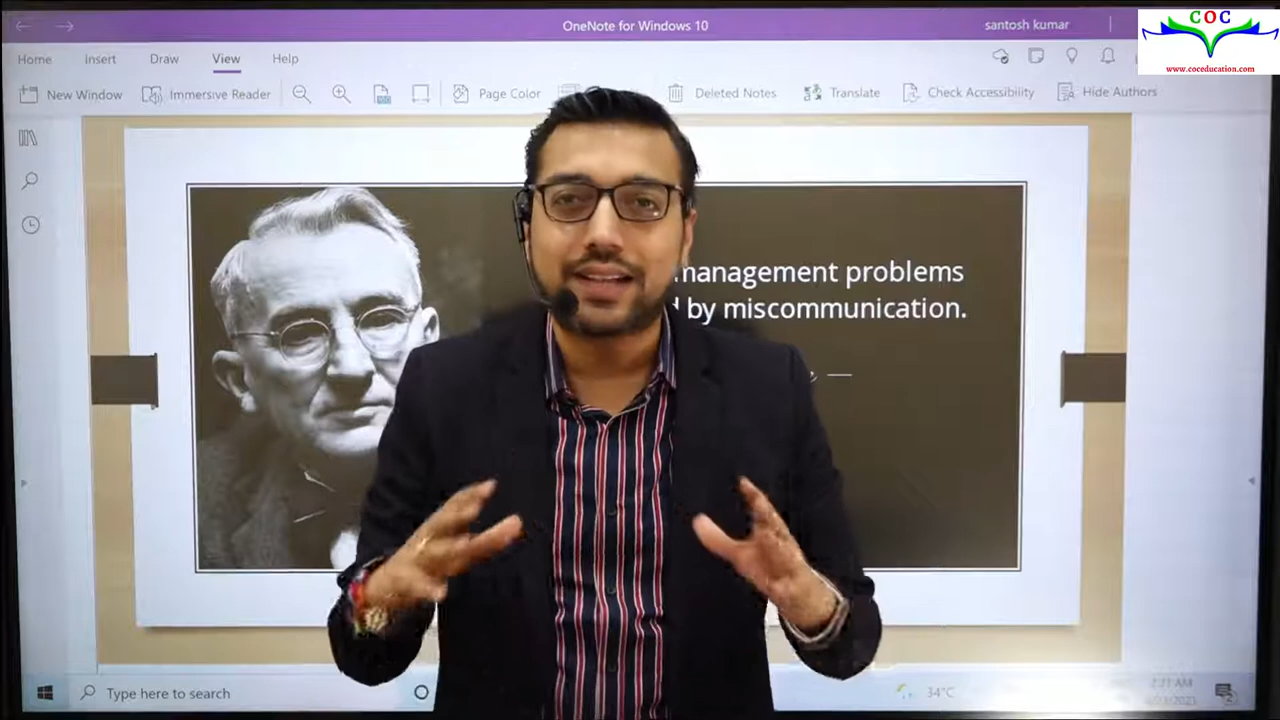 OneNote for Windows 10
santosh kumar
COC
www.coceducation.com
Home Insert Draw View Help
New Window Immersive Reader Page Color Deleted Notes Translate Check Accessibility Hide Authors
management problems
by miscommunication.
Type here to search
34°C